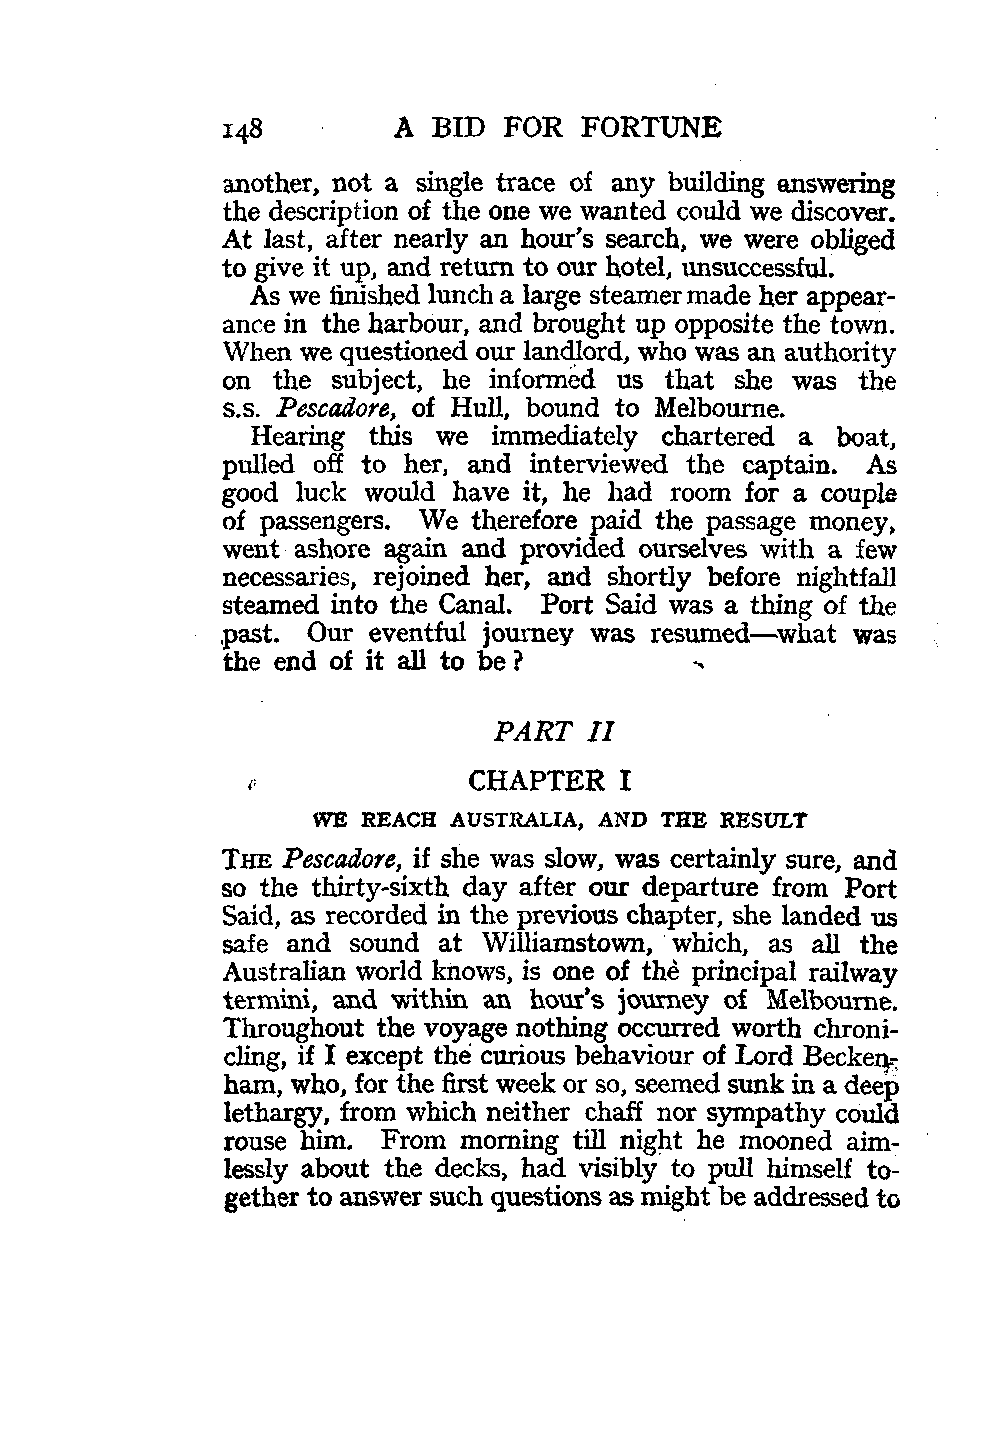 148 A BID FOR FORTUNE
another, not a single trace of any building answering
the description of the one we wanted could we discover.
At last, after nearly an hour's search, we were obliged
to give it up, and return to our hotel, unsuccessful.
As we finished lunch a large steamer made her appear-
ance in the harbour, and brought up opposite the town.
When we questioned our landlord, who was an authority
on the subject, he informed us that she was the
s.s. Pescadore, of Hull, bound to Melbourne.
Hearing this we immediately chartered a boat,
pulled off to her, and interviewed the captain. As
good luck would have it, he had room for a couple
of passengers. We therefore paid the passage money,
went ashore again and provided ourselves with a few
necessaries, rejoined her, and shortly before nightfall
steamed into the Canal. Port Said was a thing of the
past. Our eventful journey was resumed—what was
the end of it all to be?
PART II
CHAPTER I
WE REACH AUSTRALIA, AND THE RESULT
THE Pescadore, if she was slow, was certainly sure, and
so the thirty-sixth day after our departure from Port
Said, as recorded in the previous chapter, she landed us
safe and sound at Williamstown, which, as all the
Australian world knows, is one of the principal railway
termini, and within an hour's journey of Melbourne.
Throughout the voyage nothing occurred worth chroni-
cling, if I except the curious behaviour of Lord Becken-
ham, who, for the first week or so, seemed sunk in a deep
lethargy, from which neither chaff nor sympathy could
rouse him. From morning till night he mooned aim-
lessly about the decks, had visibly to pull himself to-
gether to answer such questions as might be addressed to